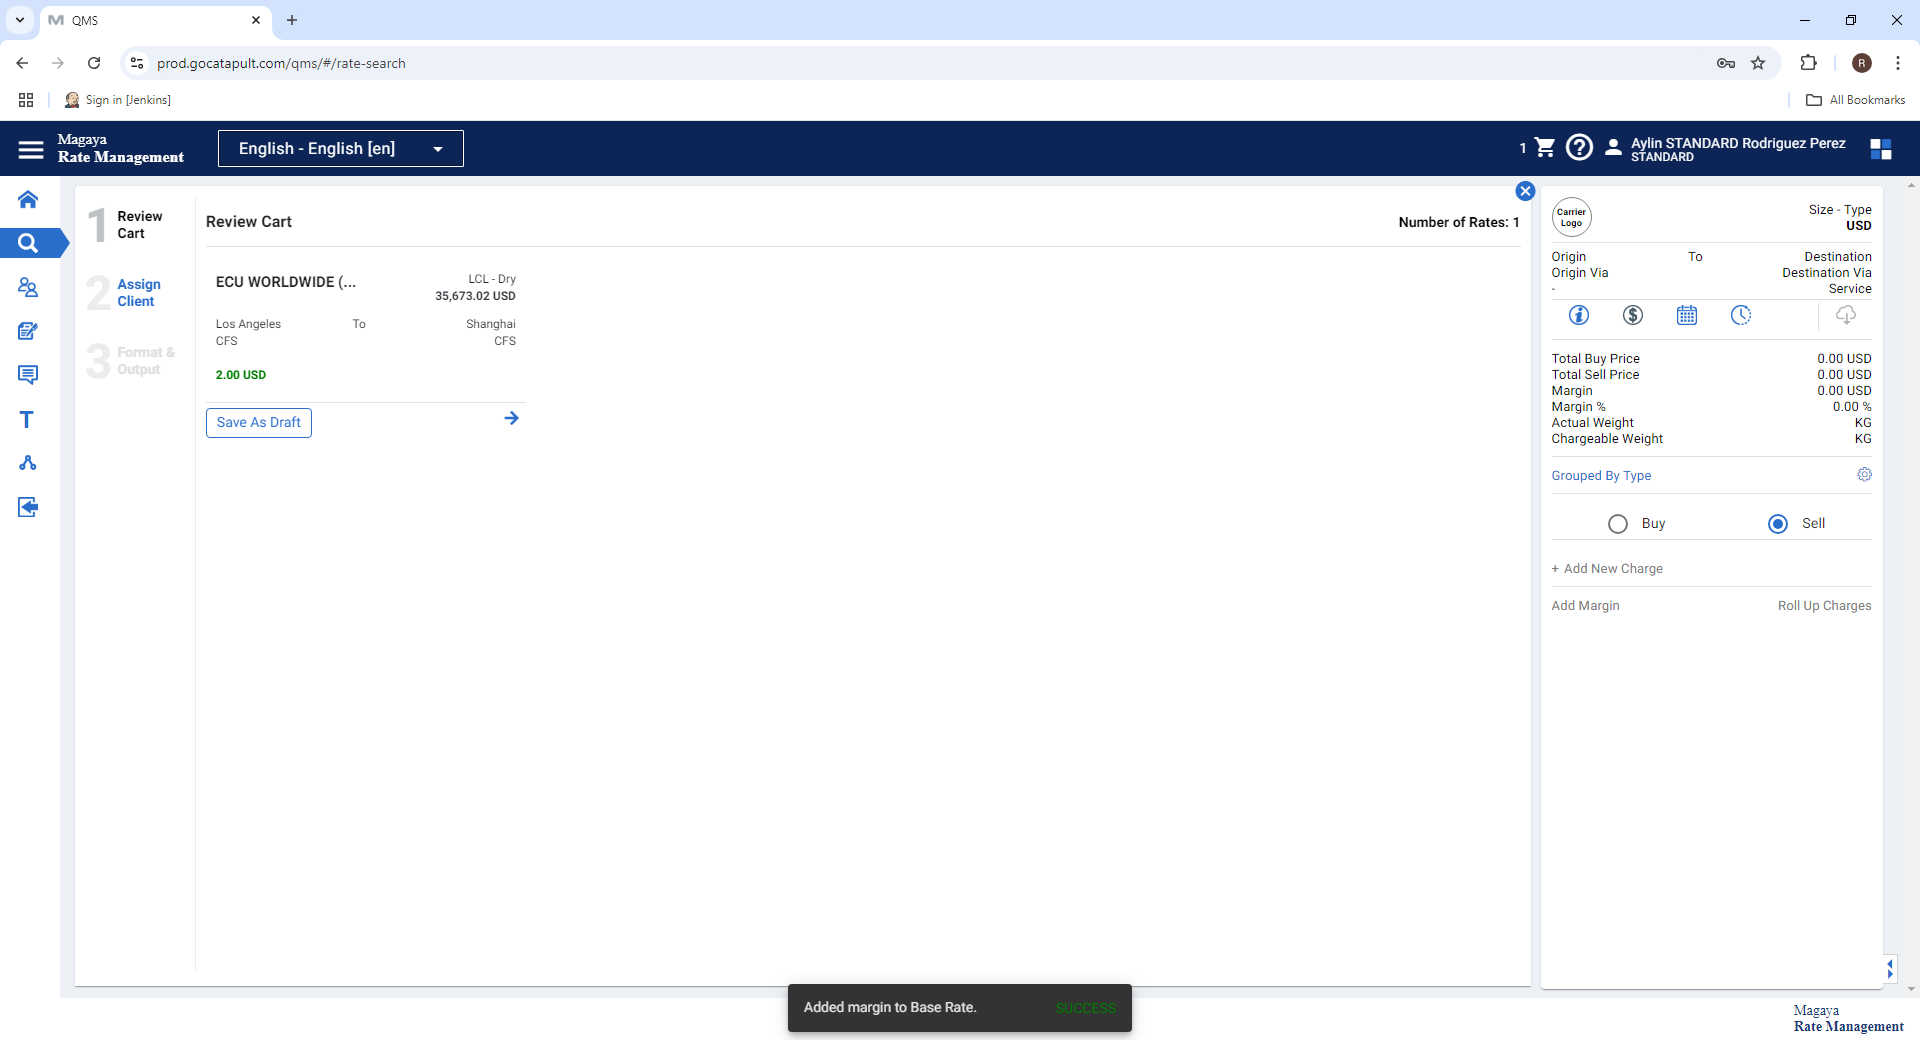 QMS
prod.gocatapult.com/qms/#/rate-search
R
Sign in [Jenkins]
All Bookmarks
Magaya
Rate Management
English - English [en]
1
Aylin STANDARD Rodriguez Perez
STANDARD
1 Review Cart
2 Assign Client
3 Format & Output
Review Cart
Number of Rates: 1
ECU WORLDWIDE (...
LCL - Dry
35,673.02 USD
Los Angeles To Shanghai
CFS CFS
2.00 USD
Save As Draft
Carrier Logo
Size - Type
USD
Origin To Destination
Origin Via Destination Via
- Service
Total Buy Price 0.00 USD
Total Sell Price 0.00 USD
Margin 0.00 USD
Margin % 0.00 %
Actual Weight KG
Chargeable Weight KG
Grouped By Type
Buy Sell
+ Add New Charge
Add Margin Roll Up Charges
Added margin to Base Rate. SUCCESS
Magaya
Rate Management